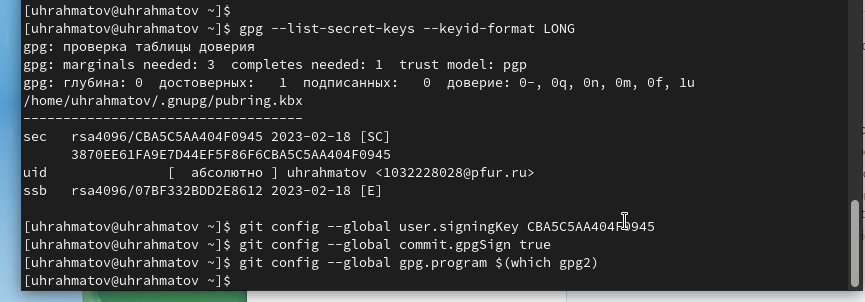 [uhrahmatov@uhrahmatov ~]$
[uhrahmatov@uhrahmatov ~]$ gpg --list-secret-keys --keyid-format LONG
gpg: проверка таблицы доверия
gpg: marginals needed: 3  completes needed: 1  trust model: pgp
gpg: глубина: 0  достоверных:   1  подписанных:   0  доверие: 0-, 0q, 0n, 0m, 0f, 1u
/home/uhrahmatov/.gnupg/pubring.kbx
-----------------------------------
sec   rsa4096/CBA5C5AA404F0945 2023-02-18 [SC]
      3870EE61FA9E7D44EF5F86F6CBA5C5AA404F0945
uid                 [  абсолютно ] uhrahmatov <1032228028@pfur.ru>
ssb   rsa4096/07BF332BDD2E8612 2023-02-18 [E]
[uhrahmatov@uhrahmatov ~]$ git config --global user.signingKey CBA5C5AA404F0945
[uhrahmatov@uhrahmatov ~]$ git config --global commit.gpgSign true
[uhrahmatov@uhrahmatov ~]$ git config --global gpg.program $(which gpg2)
[uhrahmatov@uhrahmatov ~]$